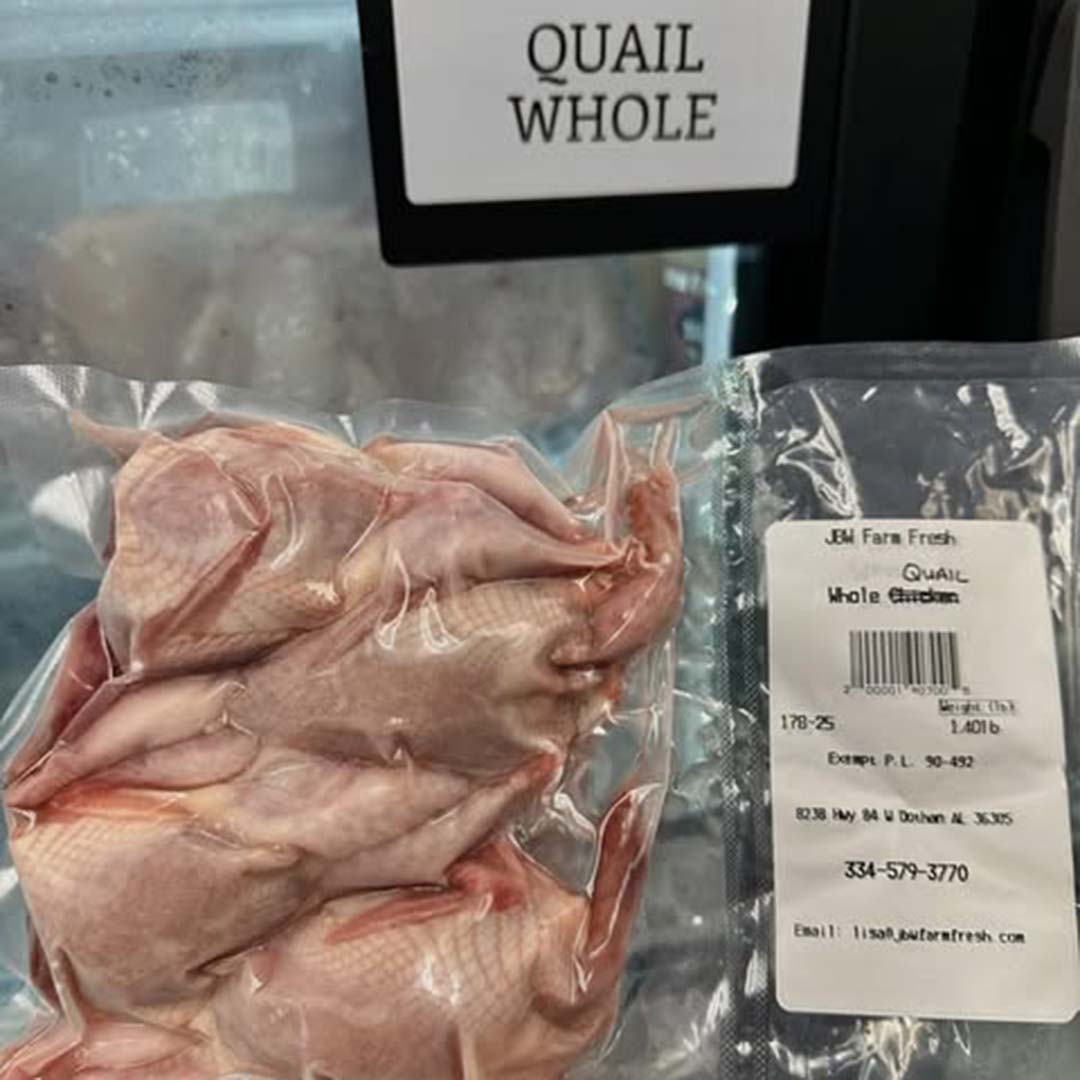 QUAIL
WHOLE
JBW Farm Fresh
QUAIL
Whole Chicken
Weight (lb)
178-25
1.40lb
Exempt P.L. 90-492
8238 Hwy 84 W Dothan AL 36305
334-579-3770
Email: lisa@jbwfarmfresh.com